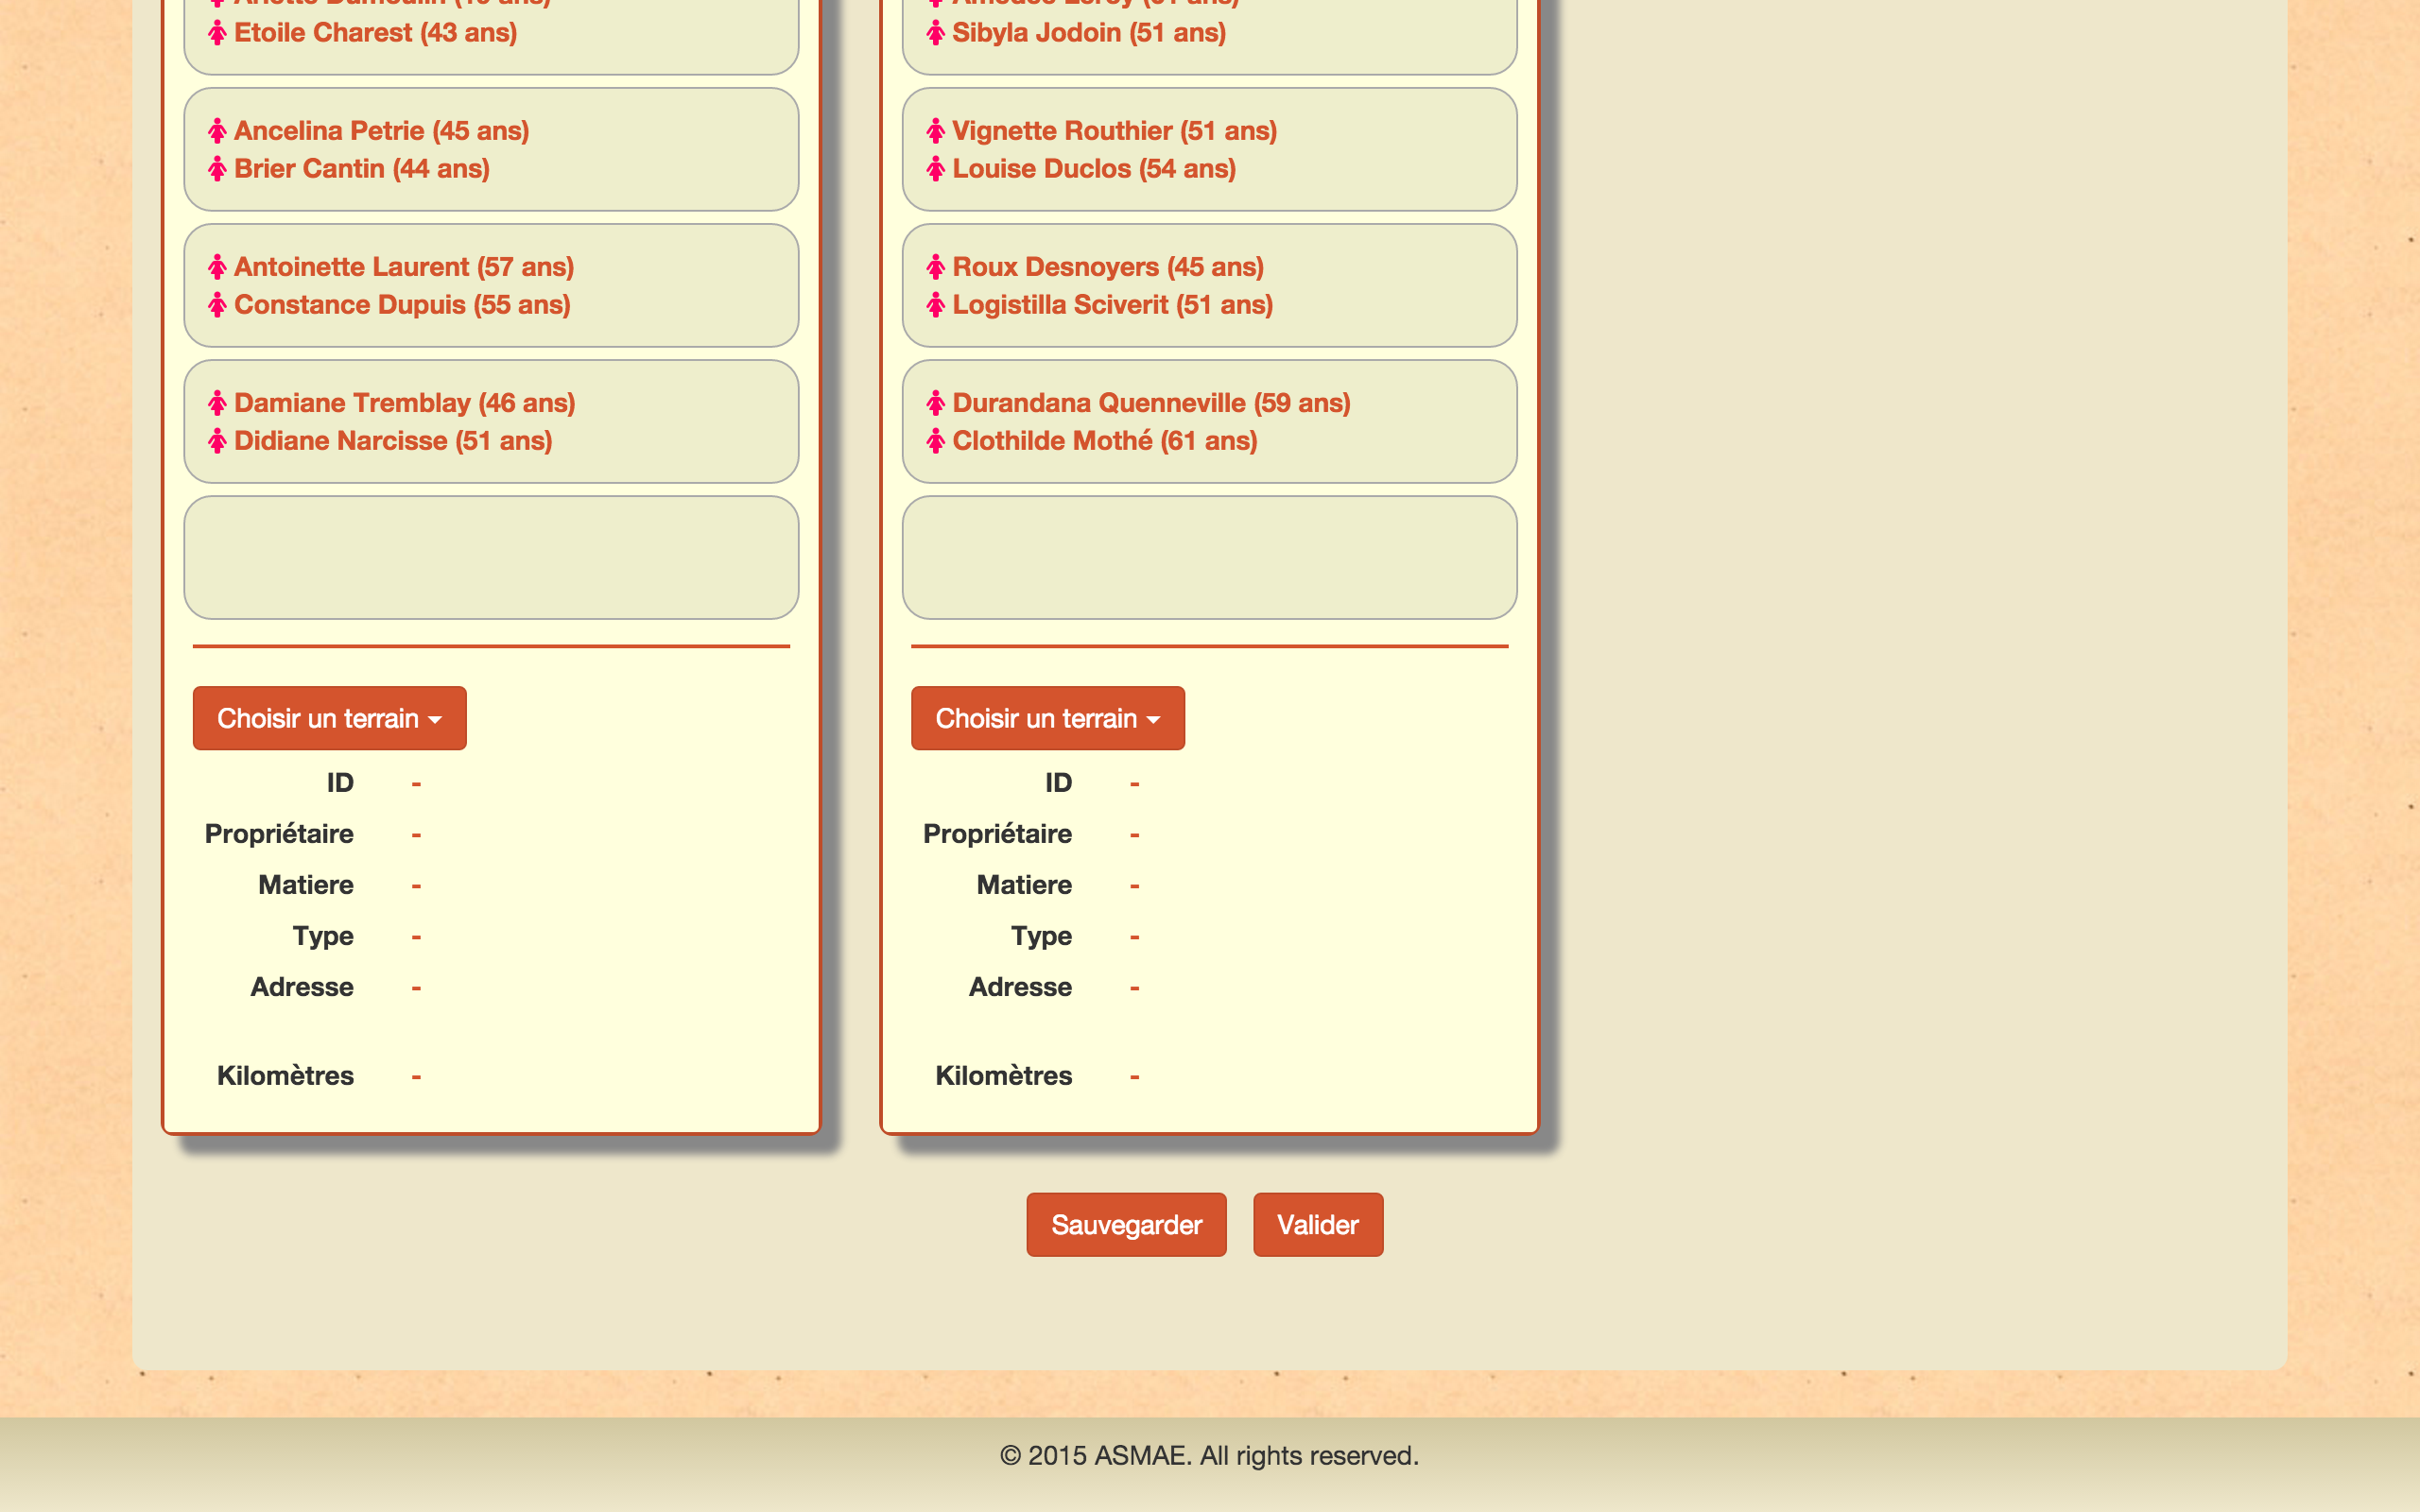 Etoile Charest (43 ans)
Ancelina Petrie (45 ans)
Brier Cantin (44 ans)
Antoinette Laurent (57 ans)
Constance Dupuis (55 ans)
Damiane Tremblay (46 ans)
Didiane Narcisse (51 ans)
Choisir un terrain
ID -
Propriétaire -
Matiere -
Type -
Adresse -
Kilomètres -
Sibyla Jodoin (51 ans)
Vignette Routhier (51 ans)
Louise Duclos (54 ans)
Roux Desnoyers (45 ans)
Logistilla Sciverit (51 ans)
Durandana Quenneville (59 ans)
Clothilde Mothé (61 ans)
Choisir un terrain
ID -
Propriétaire -
Matiere -
Type -
Adresse -
Kilomètres -
Sauvegarder
Valider
© 2015 ASMAE. All rights reserved.